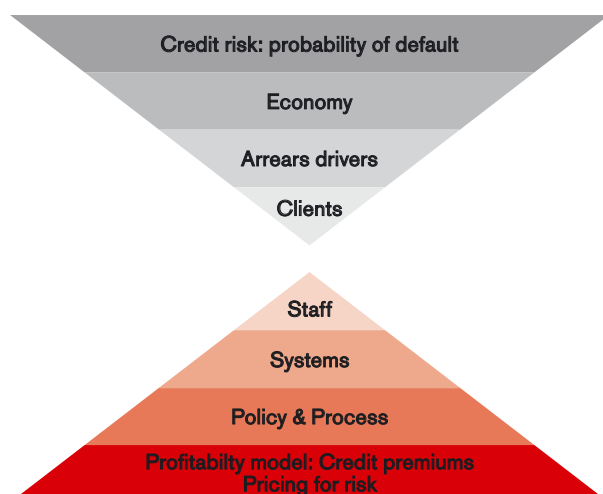 Credit risk: probability of default
Economy
Arrears drivers
Clients
Staff
Systems
Policy & Process
Profitabilty model: Credit premiums
Pricing for risk